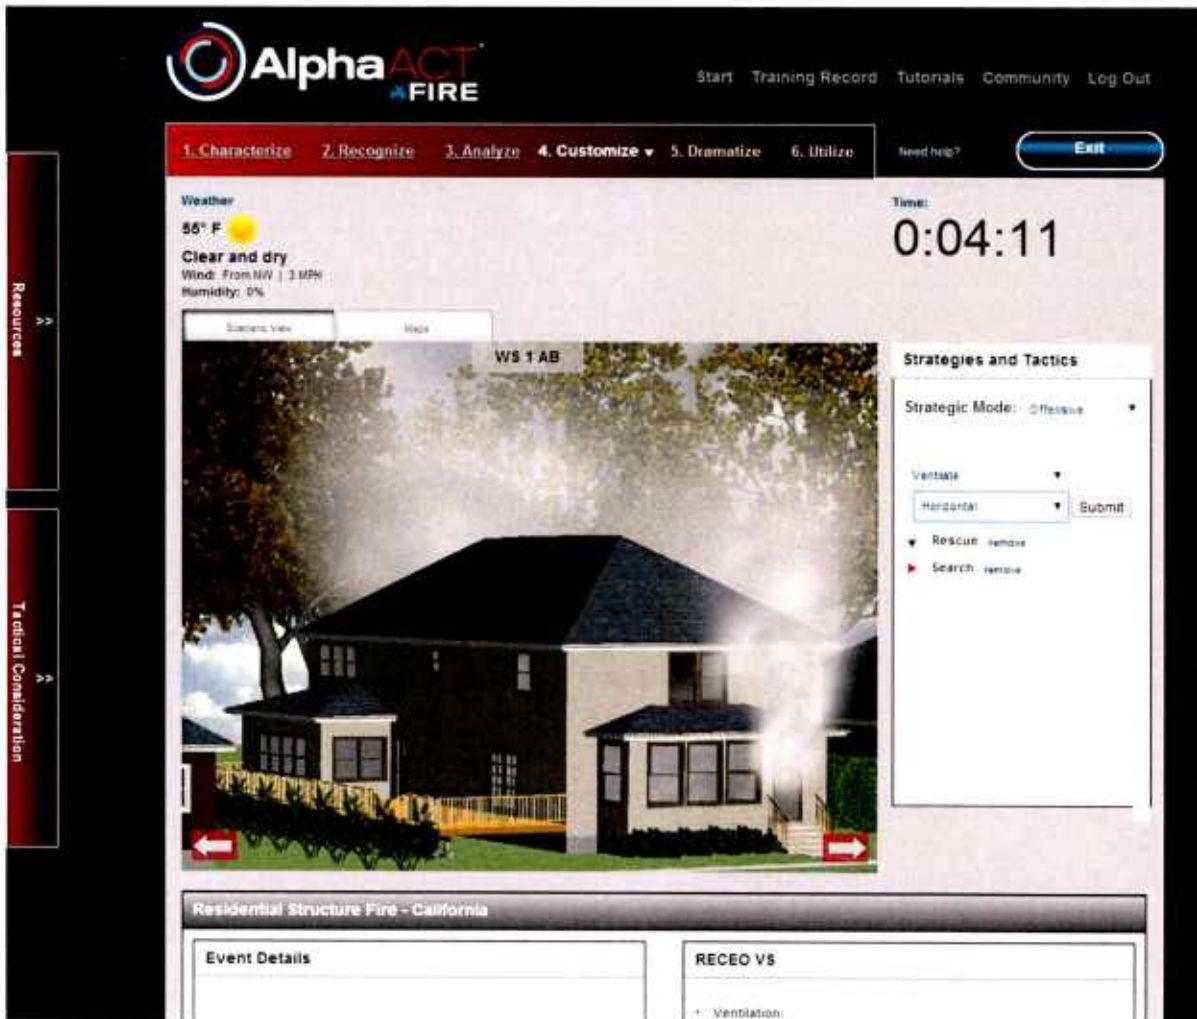 AlphaACT
FIRE
Start Training Record Tutorials Community Log Out
1. Characterize 2. Recognize 3. Analyze 4. Customize 5. Dramatize 6. Utilize Need help? Exit
Weather
55° F
Clear and dry
Wind: From NW | 3 MPH
Humidity: 0%
Time:
0:04:11
Scenario View Maps
WS 1 AB
Strategies and Tactics
Strategic Mode: Offensive
Ventilate
Horizontal Submit
Rescue remove
Search remove
Resources
Tactical Consideration
Residential Structure Fire - California
Event Details
RECEO VS
• Ventilation: